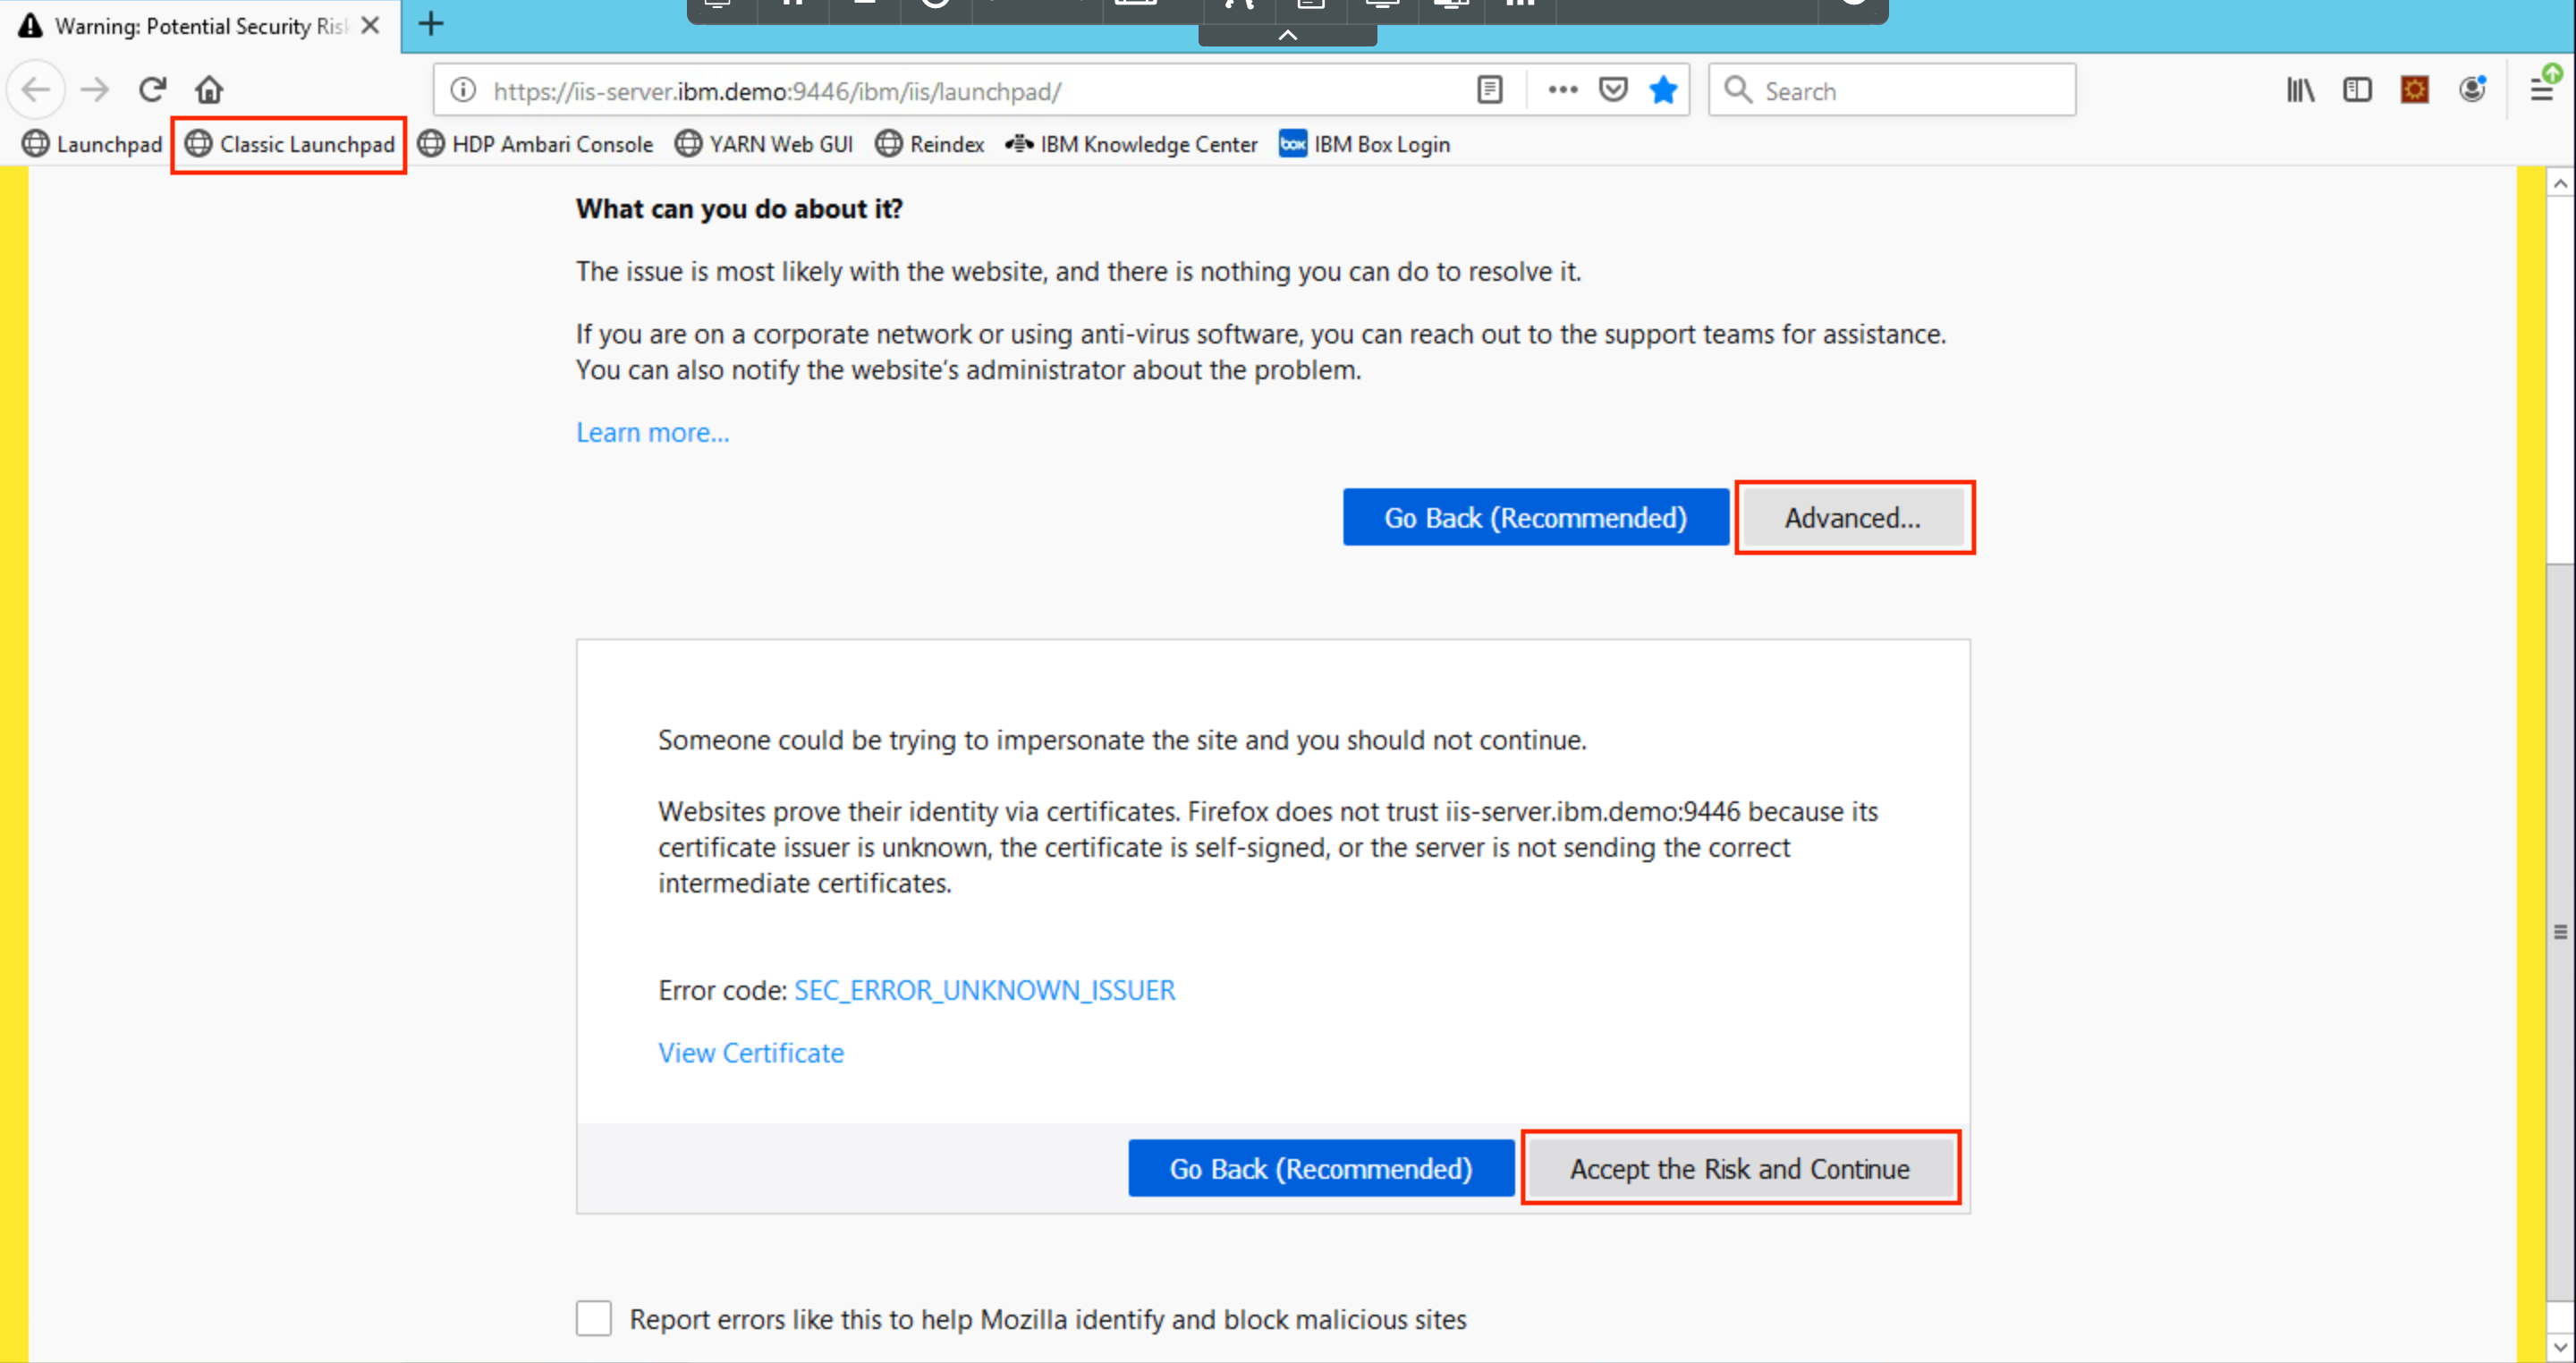 Warning: Potential Security Ris
https://iis-server.ibm.demo:9446/ibm/iis/launchpad/
Search
Launchpad
Classic Launchpad
HDP Ambari Console
YARN Web GUI
Reindex
IBM Knowledge Center
box
IBM Box Login
What can you do about it?
The issue is most likely with the website, and there is nothing you can do to resolve it.
If you are on a corporate network or using anti-virus software, you can reach out to the support teams for assistance.
You can also notify the website's administrator about the problem.
Learn more...
Go Back (Recommended)
Advanced...
Someone could be trying to impersonate the site and you should not continue.
Websites prove their identity via certificates. Firefox does not trust iis-server.ibm.demo:9446 because its
certificate issuer is unknown, the certificate is self-signed, or the server is not sending the correct
intermediate certificates.
Error code: SEC_ERROR_UNKNOWN_ISSUER
View Certificate
Go Back (Recommended)
Accept the Risk and Continue
Report errors like this to help Mozilla identify and block malicious sites